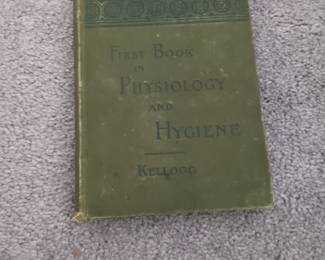 First Book
in
Physiology
and
Hygiene
Kellogg